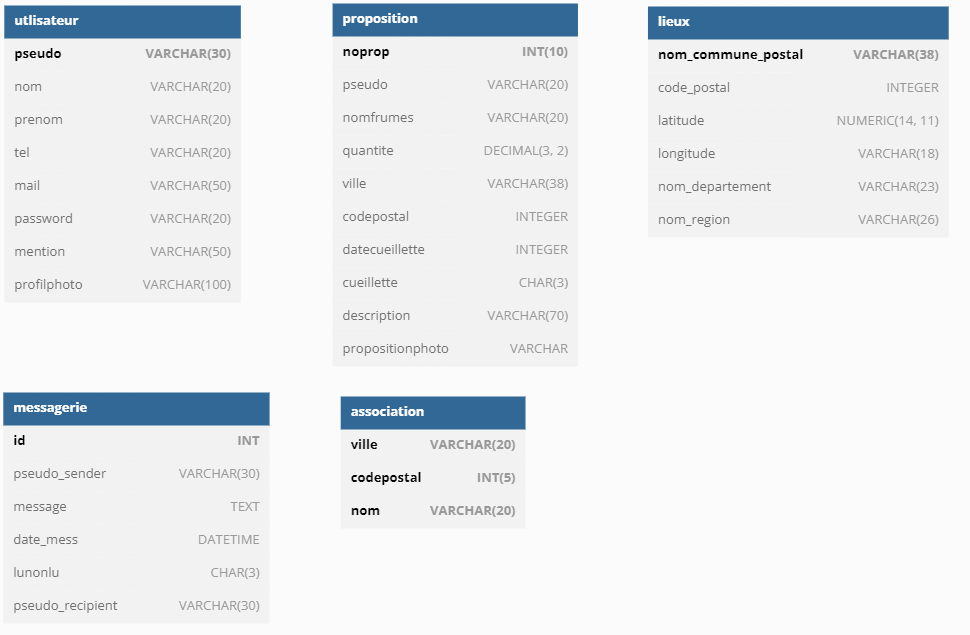 utlisateur
pseudo VARCHAR(30)
nom VARCHAR(20)
prenom VARCHAR(20)
tel VARCHAR(20)
mail VARCHAR(50)
password VARCHAR(20)
mention VARCHAR(50)
profilphoto VARCHAR(100)
proposition
noprop INT(10)
pseudo VARCHAR(20)
nomfrumes VARCHAR(20)
quantite DECIMAL(3, 2)
ville VARCHAR(38)
codepostal INTEGER
datecueillette INTEGER
cueillette CHAR(3)
description VARCHAR(70)
propositionphoto VARCHAR
lieux
nom_commune_postal VARCHAR(38)
code_postal INTEGER
latitude NUMERIC(14, 11)
longitude VARCHAR(18)
nom_departement VARCHAR(23)
nom_region VARCHAR(26)
messagerie
id INT
pseudo_sender VARCHAR(30)
message TEXT
date_mess DATETIME
lunonlu CHAR(3)
pseudo_recipient VARCHAR(30)
association
ville VARCHAR(20)
codepostal INT(5)
nom VARCHAR(20)